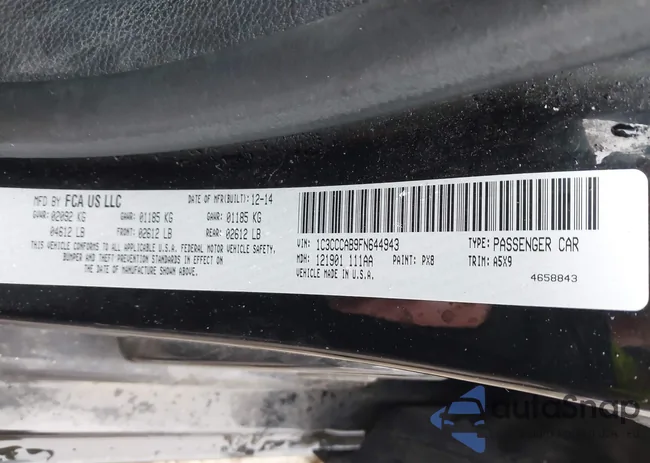 MFD BY FCA US LLC DATE OF MFR(BUILT): 12-14
GVWR: 02092 KG GAWR: 01185 KG GAWR: 01185 KG
04612 LB FRONT: 02612 LB REAR: 02612 LB
THIS VEHICLE CONFORMS TO ALL APPLICABLE U.S.A. FEDERAL MOTOR VEHICLE SAFETY,
BUMPER AND THEFT PREVENTION STANDARDS IN EFFECT
ON THE DATE OF MANUFACTURE SHOWN ABOVE.
VIN: 1C3CCCAB9FN644943 TYPE: PASSENGER CAR
MDH: 121901 111AA PAINT: PX8 TRIM: A5X9
VEHICLE MADE IN U.S.A.
4658843
autoSnap